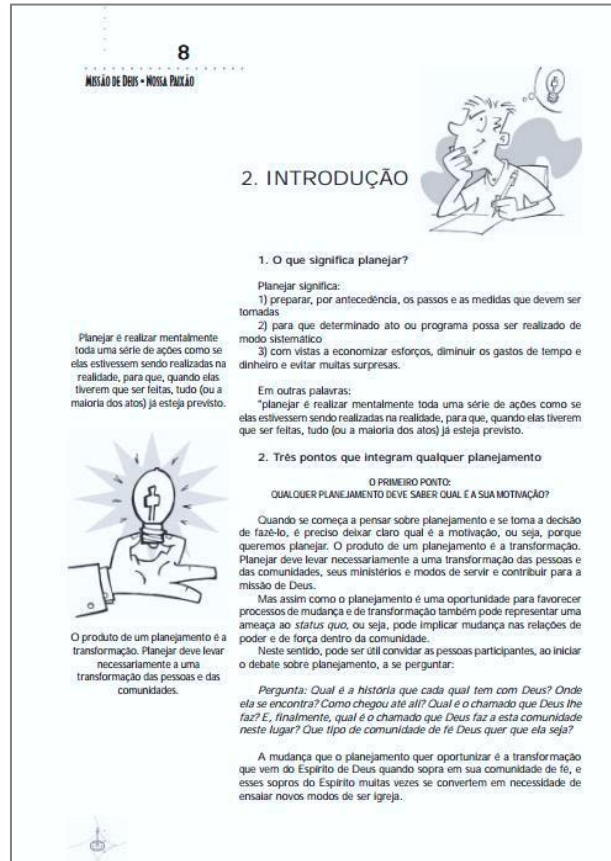 8
MISSÃO DE DEUS • NOSSA PAIXÃO
2. INTRODUÇÃO
1. O que significa planejar?
Planejar significa:
1) preparar, por antecedência, os passos e as medidas que devem ser
tomadas
2) para que determinado ato ou programa possa ser realizado de
modo sistemático
3) com vistas a economizar esforços, diminuir os gastos de tempo e
dinheiro e evitar muitas surpresas.
Em outras palavras:
"planejar é realizar mentalmente toda uma série de ações como se
elas estivessem sendo realizadas na realidade, para que, quando elas tiverem
que ser feitas, tudo (ou a maioria dos atos) já esteja previsto.
Planejar é realizar mentalmente
toda uma série de ações como se
elas estivessem sendo realizadas na
realidade, para que, quando elas
tiverem que ser feitas, tudo (ou a
maioria dos atos) já esteja previsto.
2. Três pontos que integram qualquer planejamento
O PRIMEIRO PONTO:
QUALQUER PLANEJAMENTO DEVE SABER QUAL É A SUA MOTIVAÇÃO?
Quando se começa a pensar sobre planejamento e se toma a decisão
de fazê-lo, é preciso deixar claro qual é a motivação, ou seja, porque
queremos planejar. O produto de um planejamento é a transformação.
Planejar deve levar necessariamente a uma transformação das pessoas e
das comunidades, seus ministérios e modos de servir e contribuir para a
missão de Deus.
Mas assim como o planejamento é uma oportunidade para favorecer
processos de mudança e de transformação também pode representar uma
ameaça ao status quo, ou seja, pode implicar mudança nas relações de
poder e de força dentro da comunidade.
Neste sentido, pode ser útil convidar as pessoas participantes, ao iniciar
o debate sobre planejamento, a se perguntar:
O produto de um planejamento é a
transformação. Planejar deve levar
necessariamente a uma
transformação das pessoas e das
comunidades.
Pergunta: Qual é a história que cada qual tem com Deus? Onde
ela se encontra? Como chegou até ali? Qual é o chamado que Deus lhe
faz? E, finalmente, qual é o chamado que Deus faz a esta comunidade
neste lugar? Que tipo de comunidade de fé Deus quer que ela seja?
A mudança que o planejamento quer oportunizar é a transformação
que vem do Espírito de Deus quando sopra em sua comunidade de fé, e
esses sopros do Espírito muitas vezes se convertem em necessidade de
ensaiar novos modos de ser igreja.